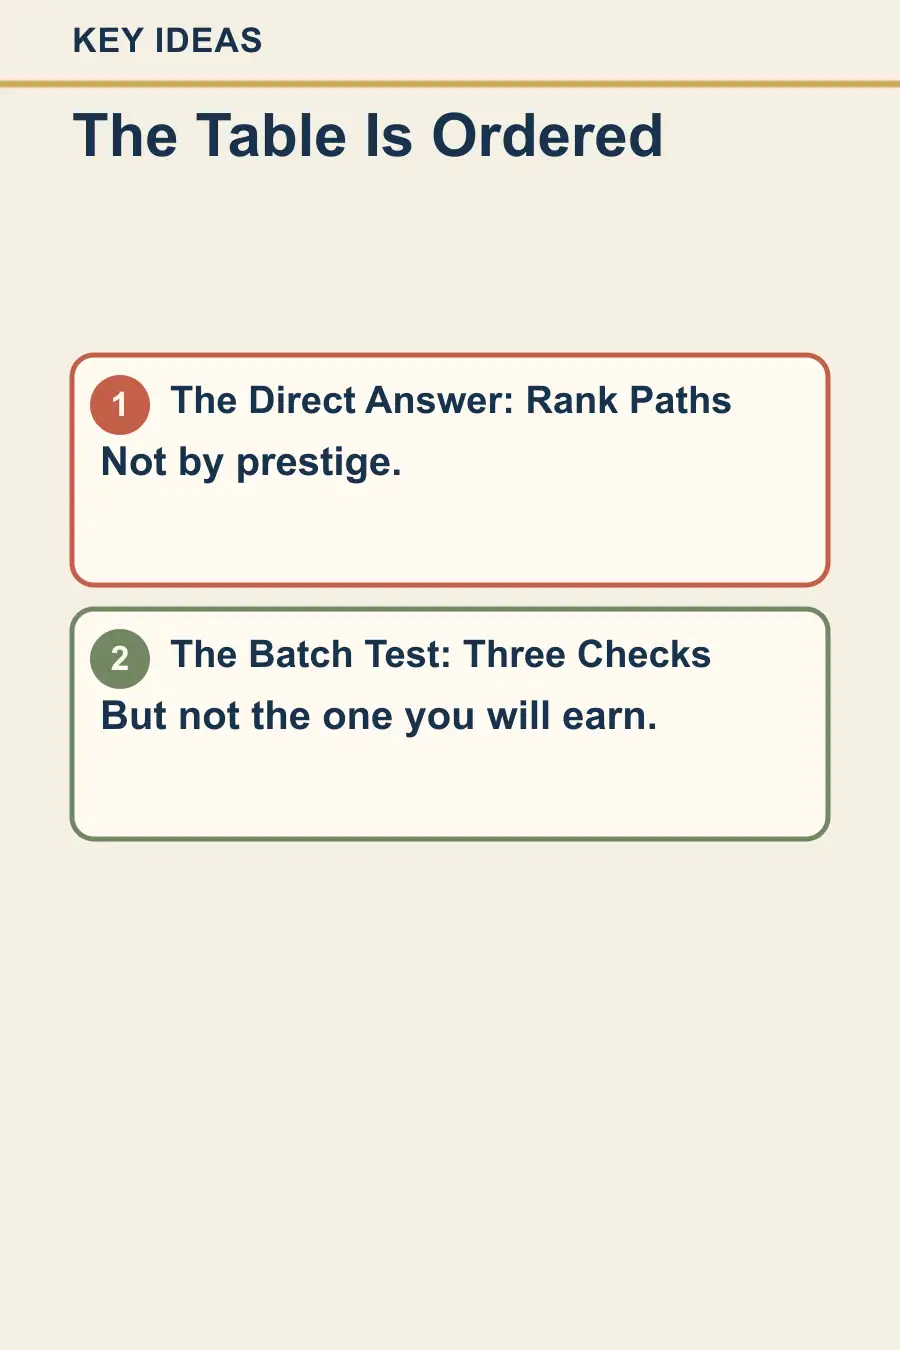 KEY IDEAS
The Table Is Ordered
1 The Direct Answer: Rank Paths
Not by prestige.
2 The Batch Test: Three Checks
But not the one you will earn.